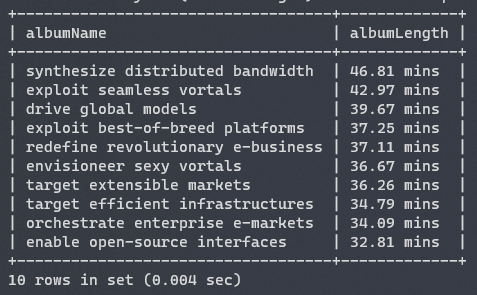 +----------------------------------+-------------+
| albumName                        | albumLength |
+----------------------------------+-------------+
| synthesize distributed bandwidth | 46.81 mins  |
| exploit seamless vortals         | 42.97 mins  |
| drive global models              | 39.67 mins  |
| exploit best-of-breed platforms  | 37.25 mins  |
| redefine revolutionary e-business | 37.11 mins  |
| envisioneer sexy vortals         | 36.67 mins  |
| target extensible markets        | 36.26 mins  |
| target efficient infrastructures | 34.79 mins  |
| orchestrate enterprise e-markets | 34.09 mins  |
| enable open-source interfaces    | 32.81 mins  |
+----------------------------------+-------------+
10 rows in set (0.004 sec)